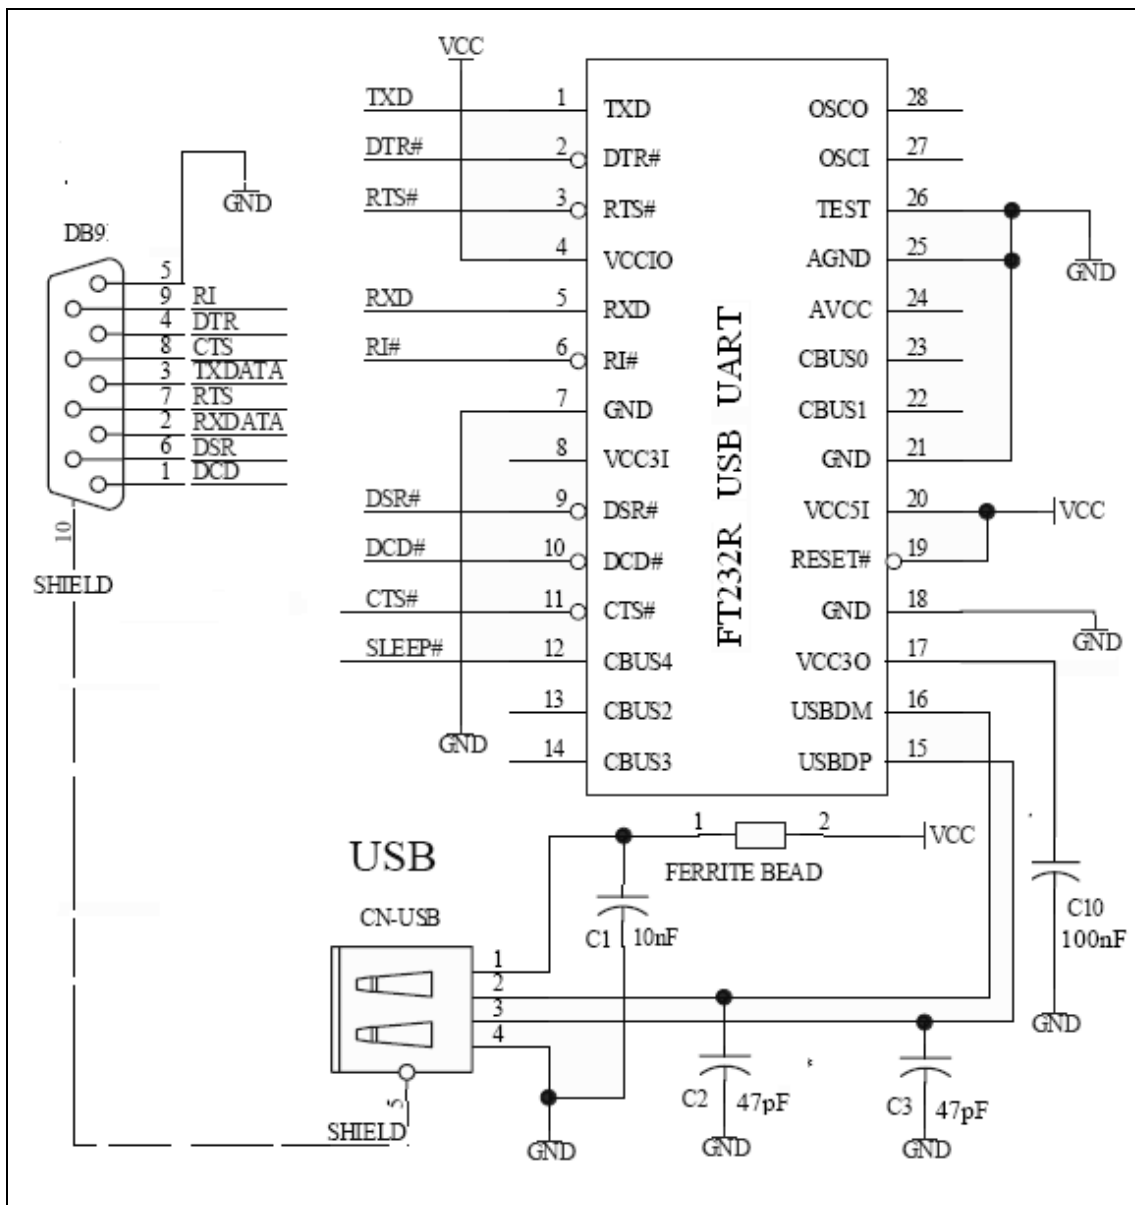 VCC
TXD 1 TXD OSCO 28
DTR# 2 DTR# OSCI 27
RTS# 3 RTS# TEST 26
4 VCCIO AGND 25
RXD 5 RXD AVCC 24
RI# 6 RI# CBUS0 23
7 GND CBUS1 22
8 VCC3I GND 21
DSR# 9 DSR# VCC5I 20 VCC
DCD# 10 DCD# RESET# 19
CTS# 11 CTS# GND 18
SLEEP# 12 CBUS4 VCC3O 17
13 CBUS2 USBDM 16
14 CBUS3 USBDP 15
FT232R USB UART
GND
GND
GND
GND
DB9
5
9 RI
4 DTR
8 CTS
3 TXDATA
7 RTS
2 RXDATA
6 DSR
1 DCD
10
SHIELD
USB
CN-USB
1
2
3
4
5
SHIELD
1 2 VCC
FERRITE BEAD
C1 10nF
C10
100nF
GND
C2 47pF
C3 47pF
GND
GND
GND